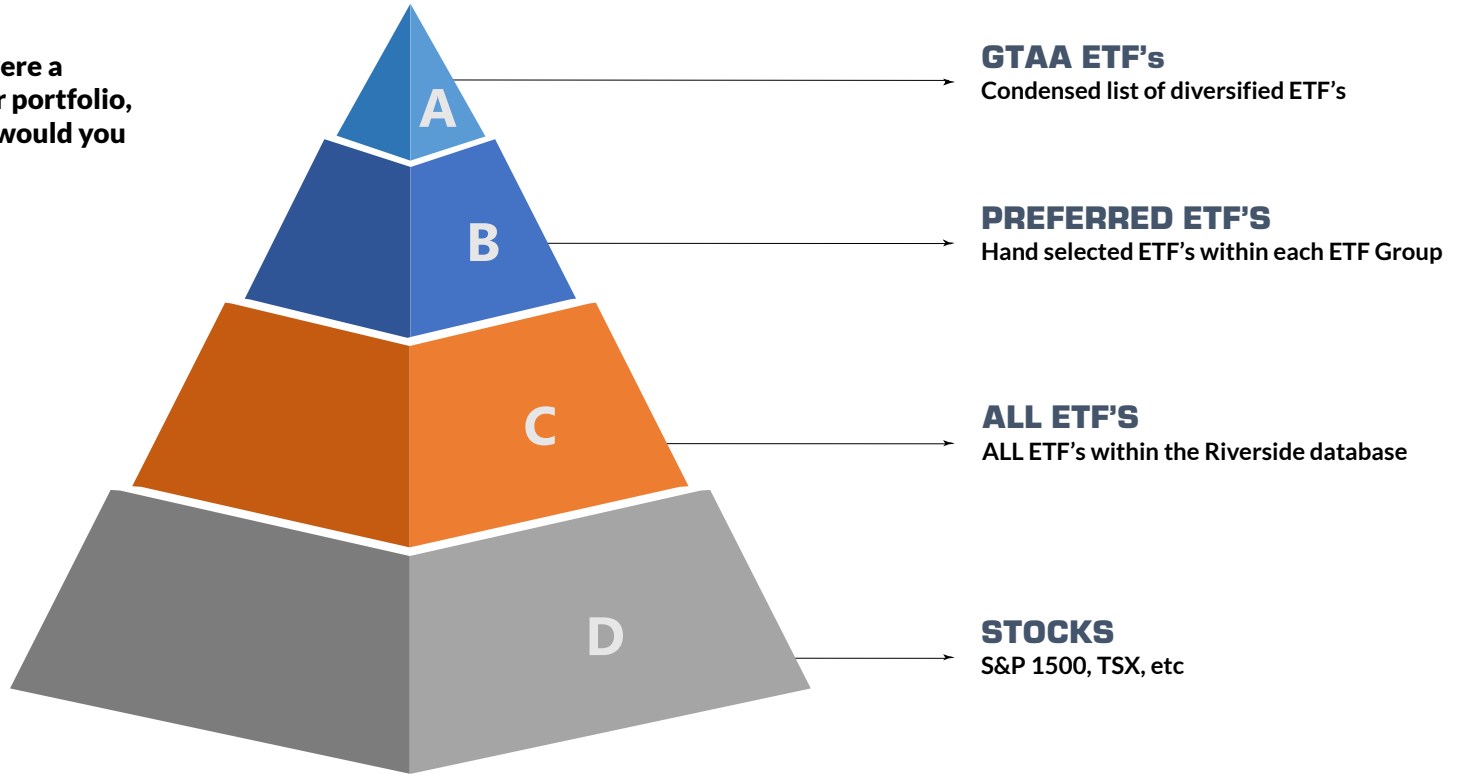 ere a
r portfolio,
would you
A
GTAA ETF's
Condensed list of diversified ETF's
B
PREFERRED ETF'S
Hand selected ETF's within each ETF Group
C
ALL ETF'S
ALL ETF's within the Riverside database
D
STOCKS
S&P 1500, TSX, etc